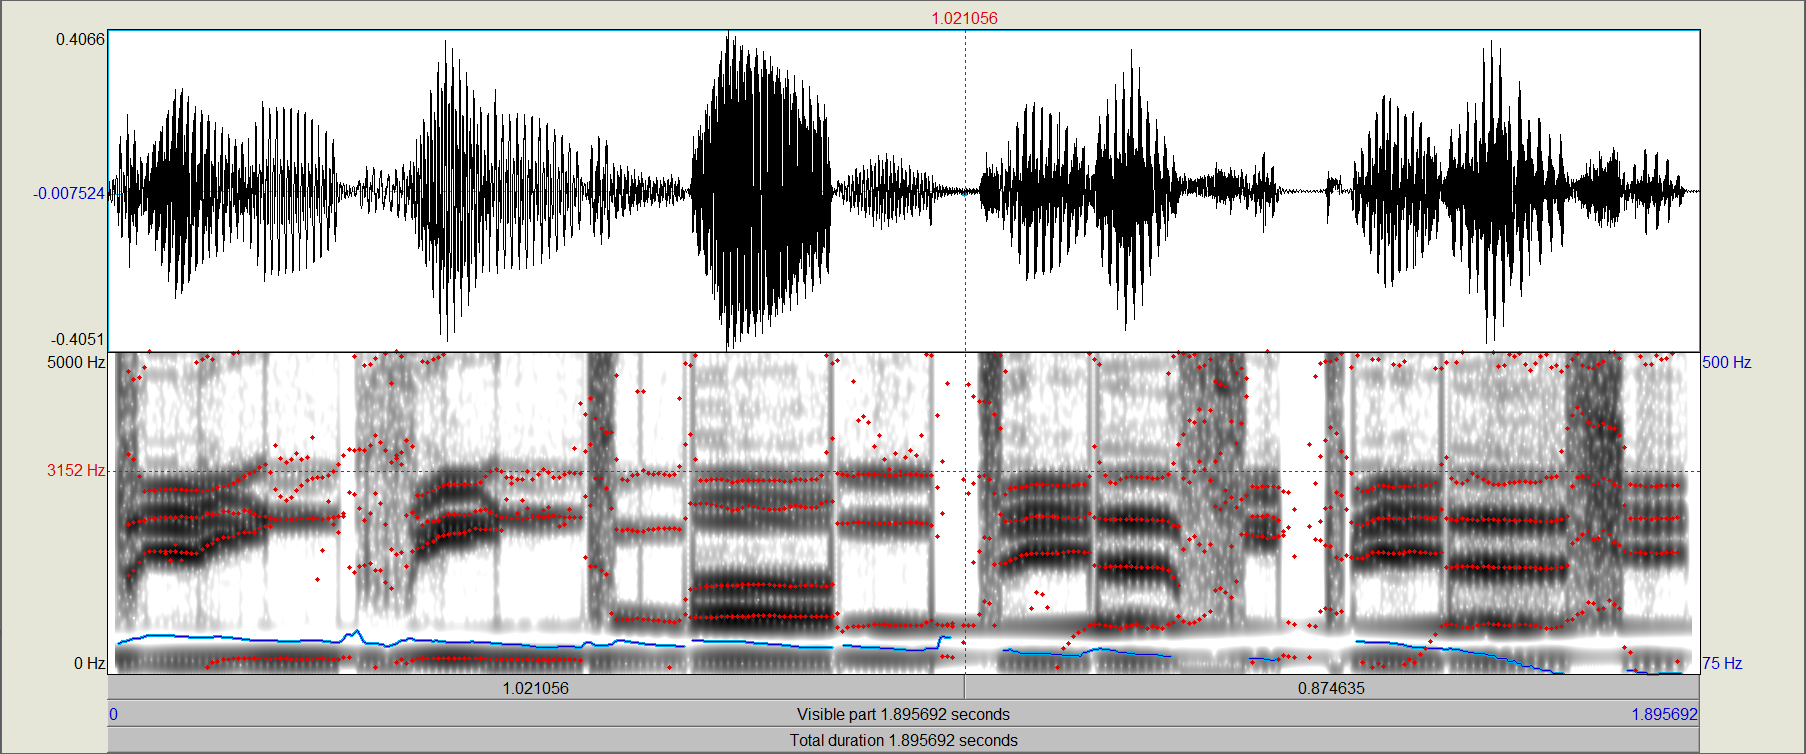 1.021056
0.4066
-0.007524
-0.4051
5000 Hz
500 Hz
3152 Hz
0 Hz
75 Hz
1.021056 0.874635
0 Visible part 1.895692 seconds 1.895692
Total duration 1.895692 seconds